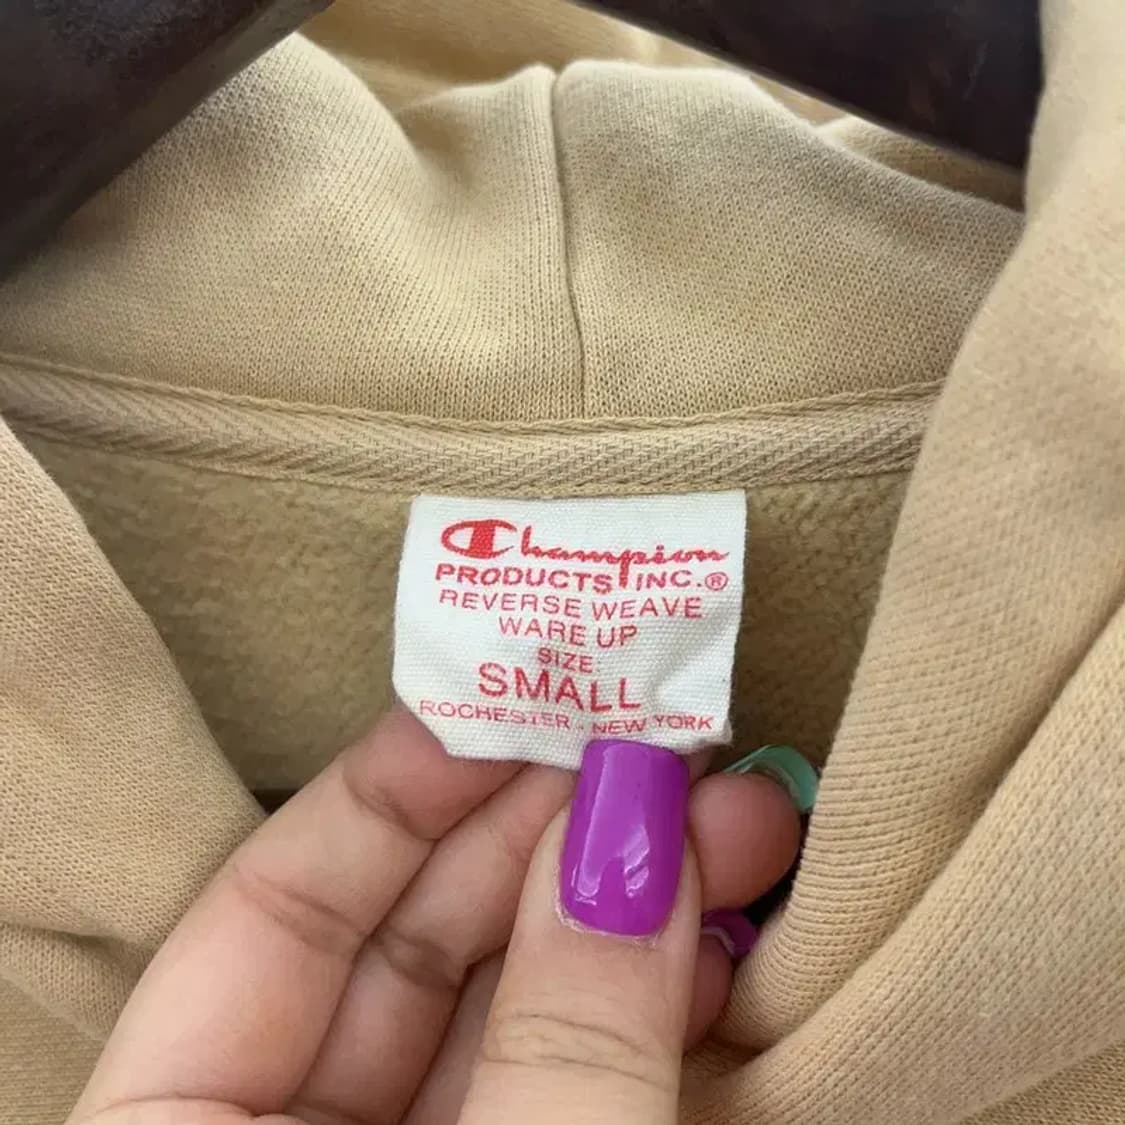 Champion
PRODUCTS INC.®
REVERSE WEAVE
WARE UP
SIZE:
SMALL
ROCHESTER - NEW YORK